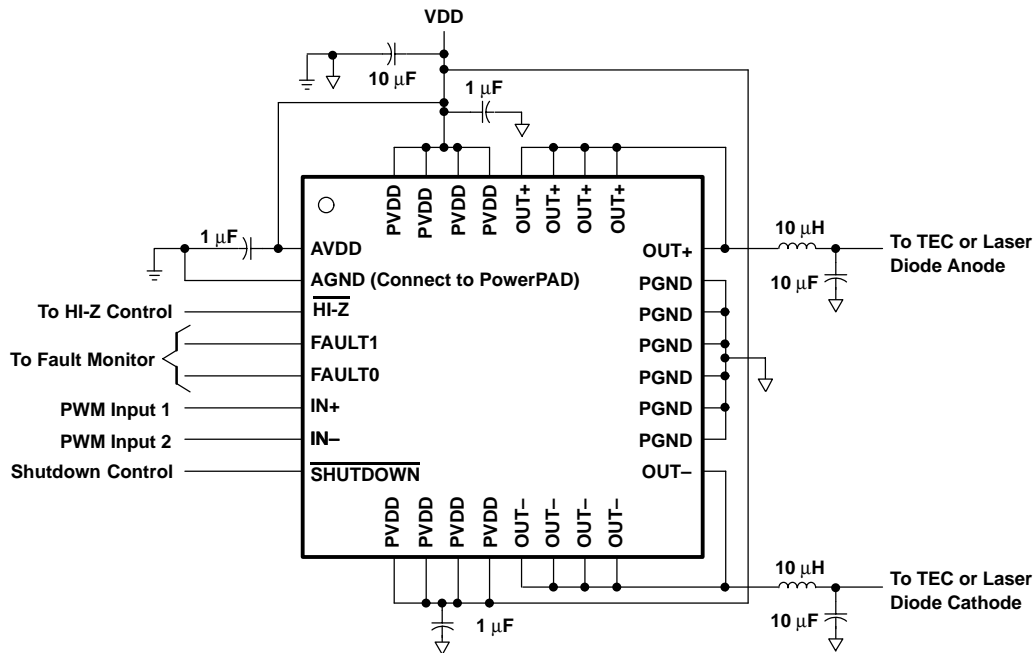 VDD
10 μF
1 μF
PVDD
PVDD
PVDD
PVDD
OUT+
OUT+
OUT+
OUT+
1 μF
AVDD
AGND (Connect to PowerPAD)
To HI-Z Control
HI-Z
To Fault Monitor
FAULT1
FAULT0
PWM Input 1
IN+
PWM Input 2
IN–
Shutdown Control
SHUTDOWN
OUT+
PGND
PGND
PGND
PGND
PGND
PGND
OUT–
10 μH
10 μF
To TEC or Laser
Diode Anode
PVDD
PVDD
PVDD
PVDD
OUT–
OUT–
OUT–
OUT–
1 μF
10 μH
10 μF
To TEC or Laser
Diode Cathode